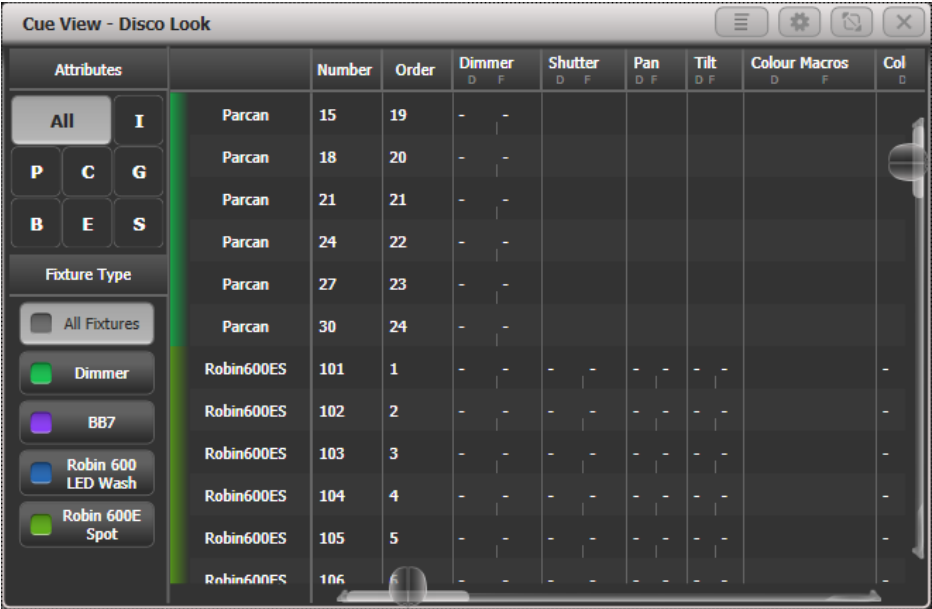 Cue View - Disco Look
Attributes Number Order Dimmer Shutter Pan Tilt Colour Macros Col
D F D F D F D F D F D
All I
P C G
B E S
Fixture Type
All Fixtures
Dimmer
BB7
Robin 600
LED Wash
Robin 600E
Spot
Parcan 15 19 - -
Parcan 18 20 - -
Parcan 21 21 - -
Parcan 24 22 - -
Parcan 27 23 - -
Parcan 30 24 - -
Robin600ES 101 1 - - - - - - - - -
Robin600ES 102 2 - - - - - - - - -
Robin600ES 103 3 - - - - - - - - -
Robin600ES 104 4 - - - - - - - - -
Robin600ES 105 5 - - - - - - - - -
Robin600ES 106 6 - - - - - - - - -